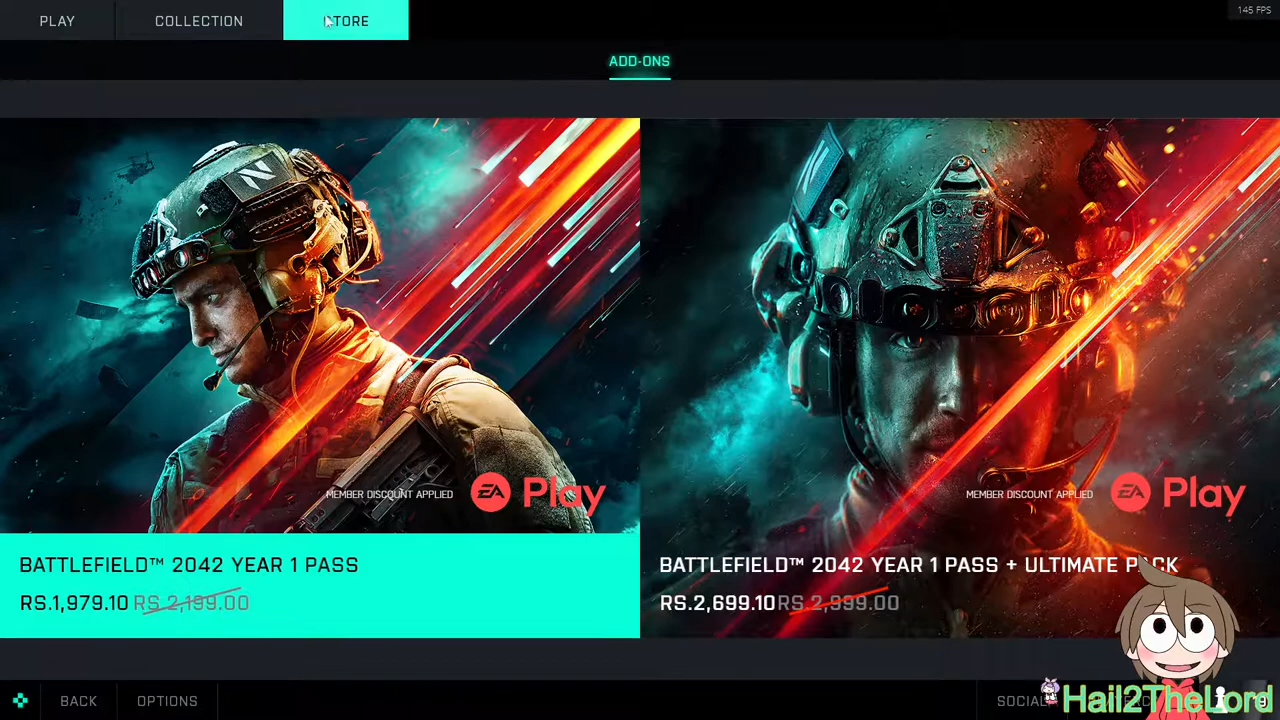 PLAY
COLLECTION
STORE
145 FPS
ADD-ONS
MEMBER DISCOUNT APPLIED
EA Play
MEMBER DISCOUNT APPLIED
EA Play
BATTLEFIELD™ 2042 YEAR 1 PASS
RS.1,979.10 RS.2,199.00
BATTLEFIELD™ 2042 YEAR 1 PASS + ULTIMATE PACK
RS.2,699.10 RS.2,999.00
BACK
OPTIONS
SOCIAL
Hail2TheLord